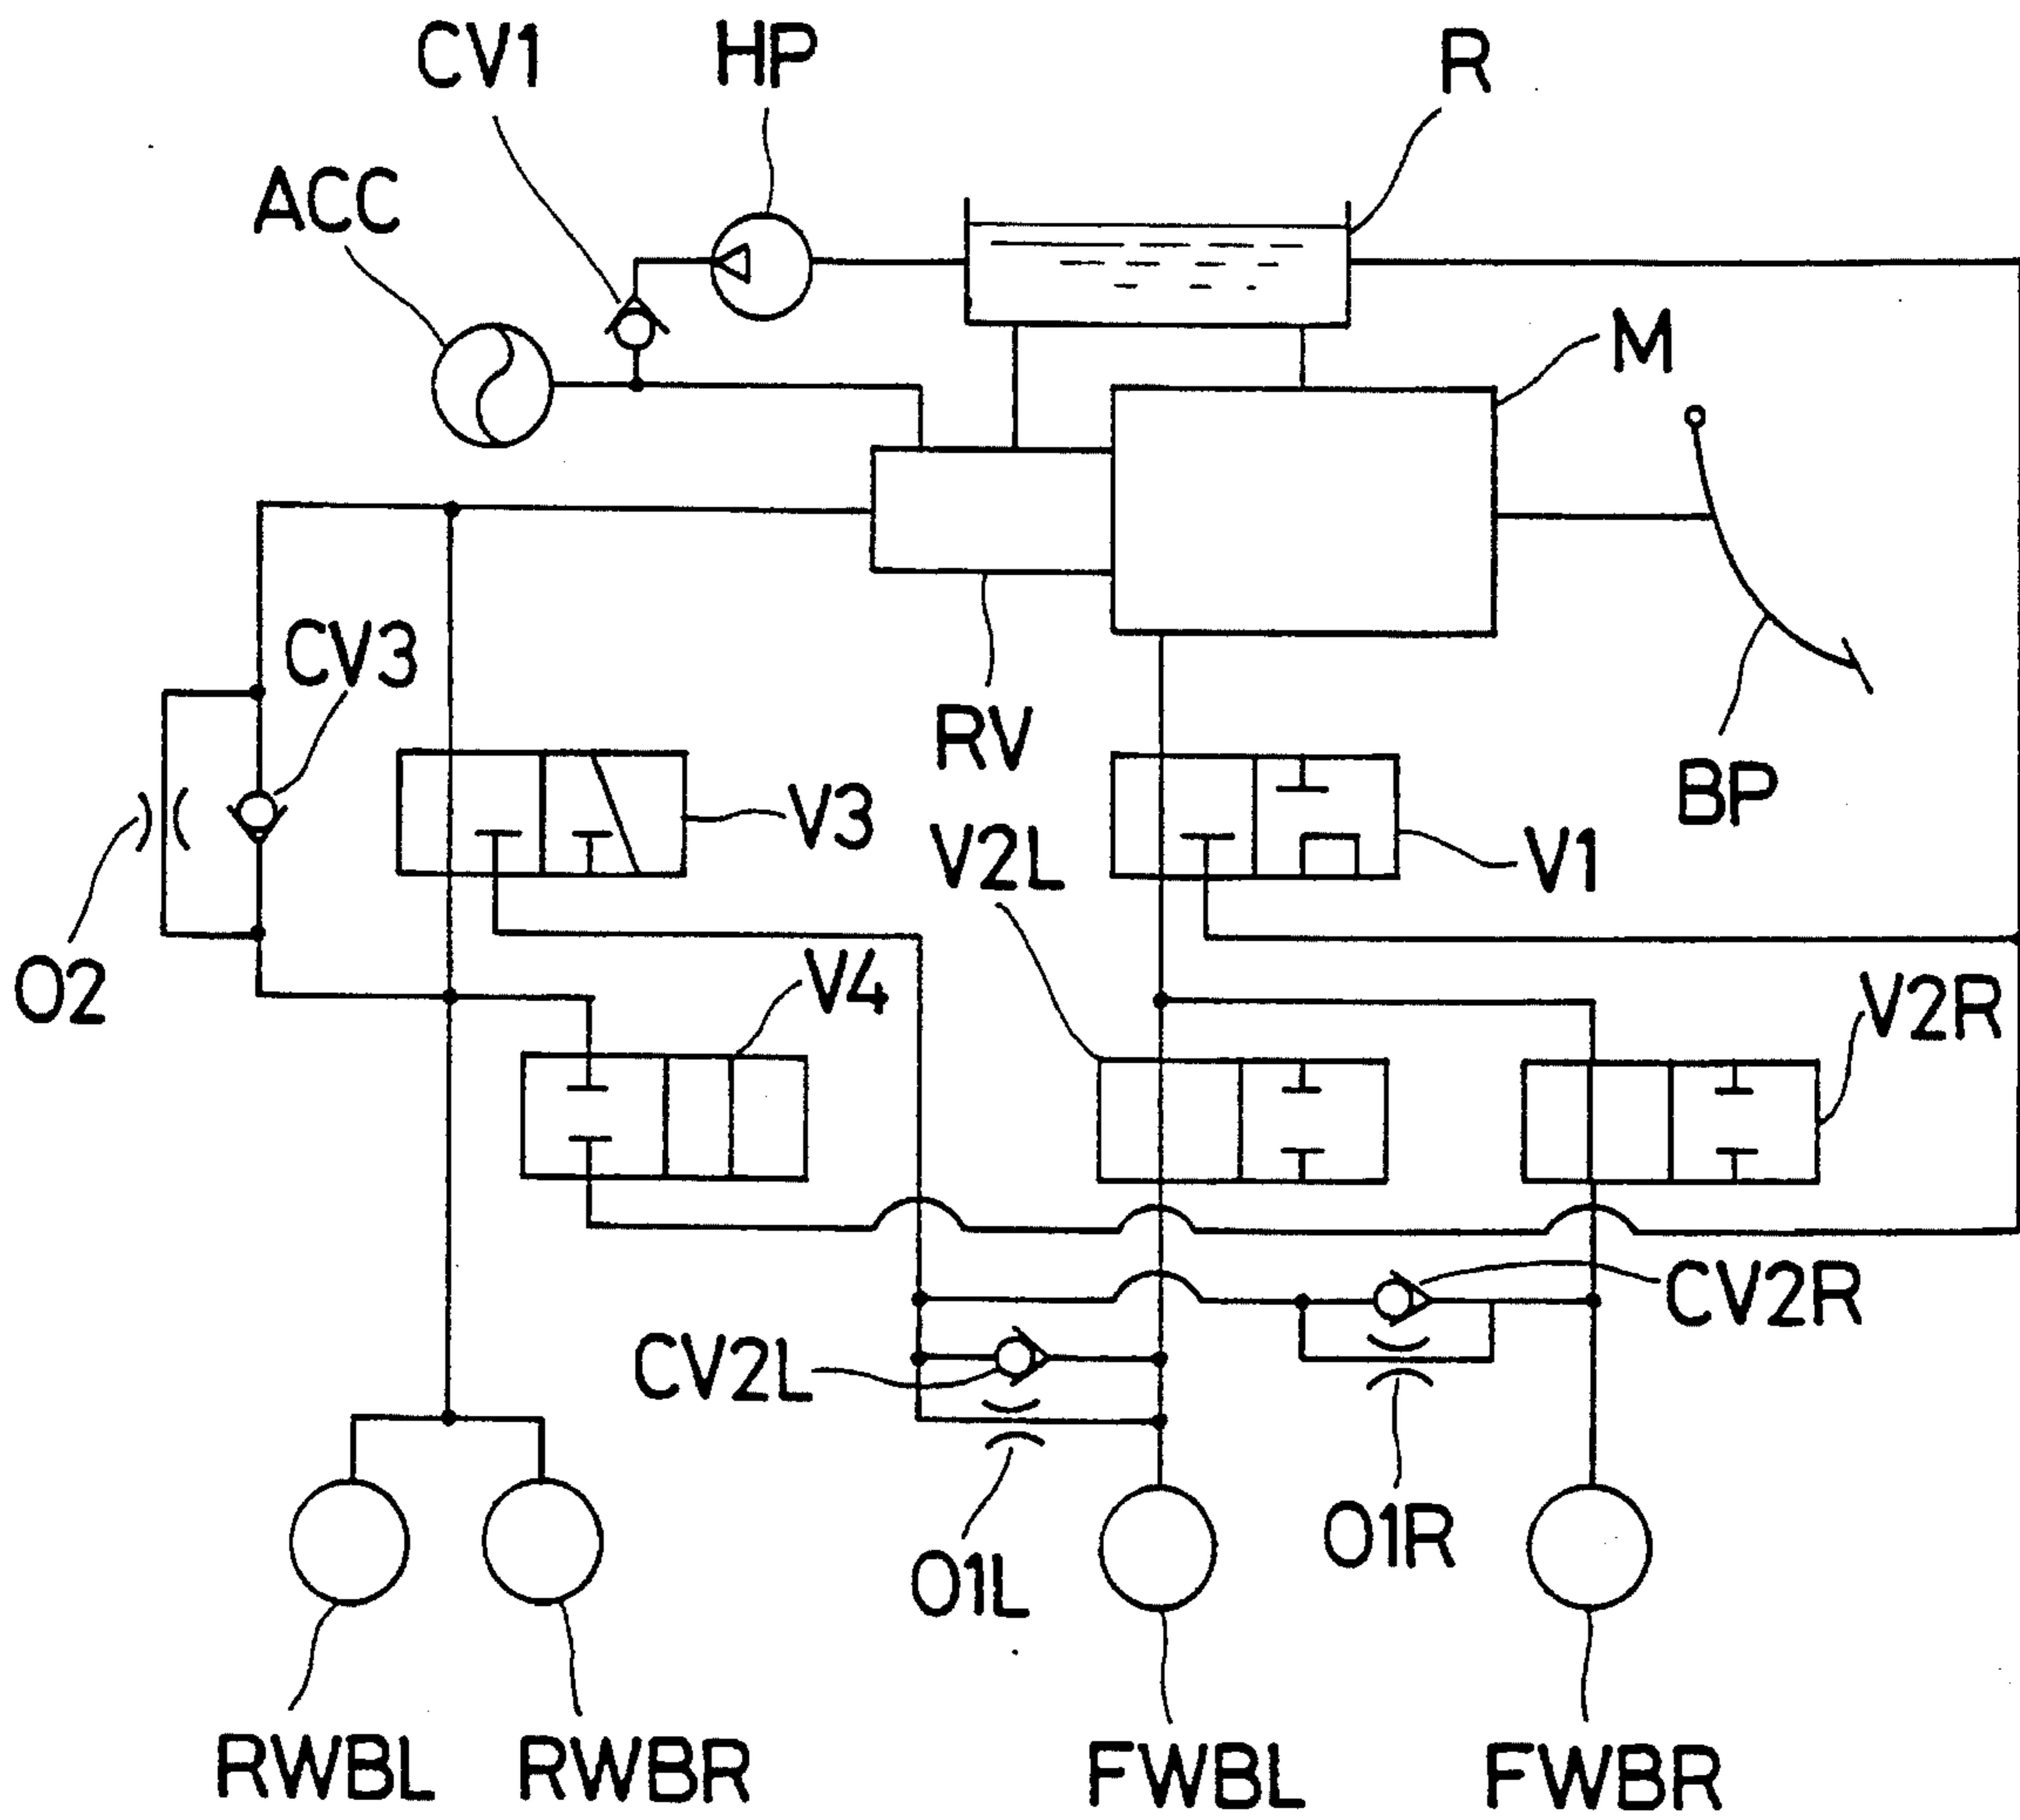 CV1
HP
R
ACC
M
CV3
RV
BP
V3
V2L
V1
O2
V4
V2R
CV2R
CV2L
O1R
O1L
RWBL
RWBR
FWBL
FWBR